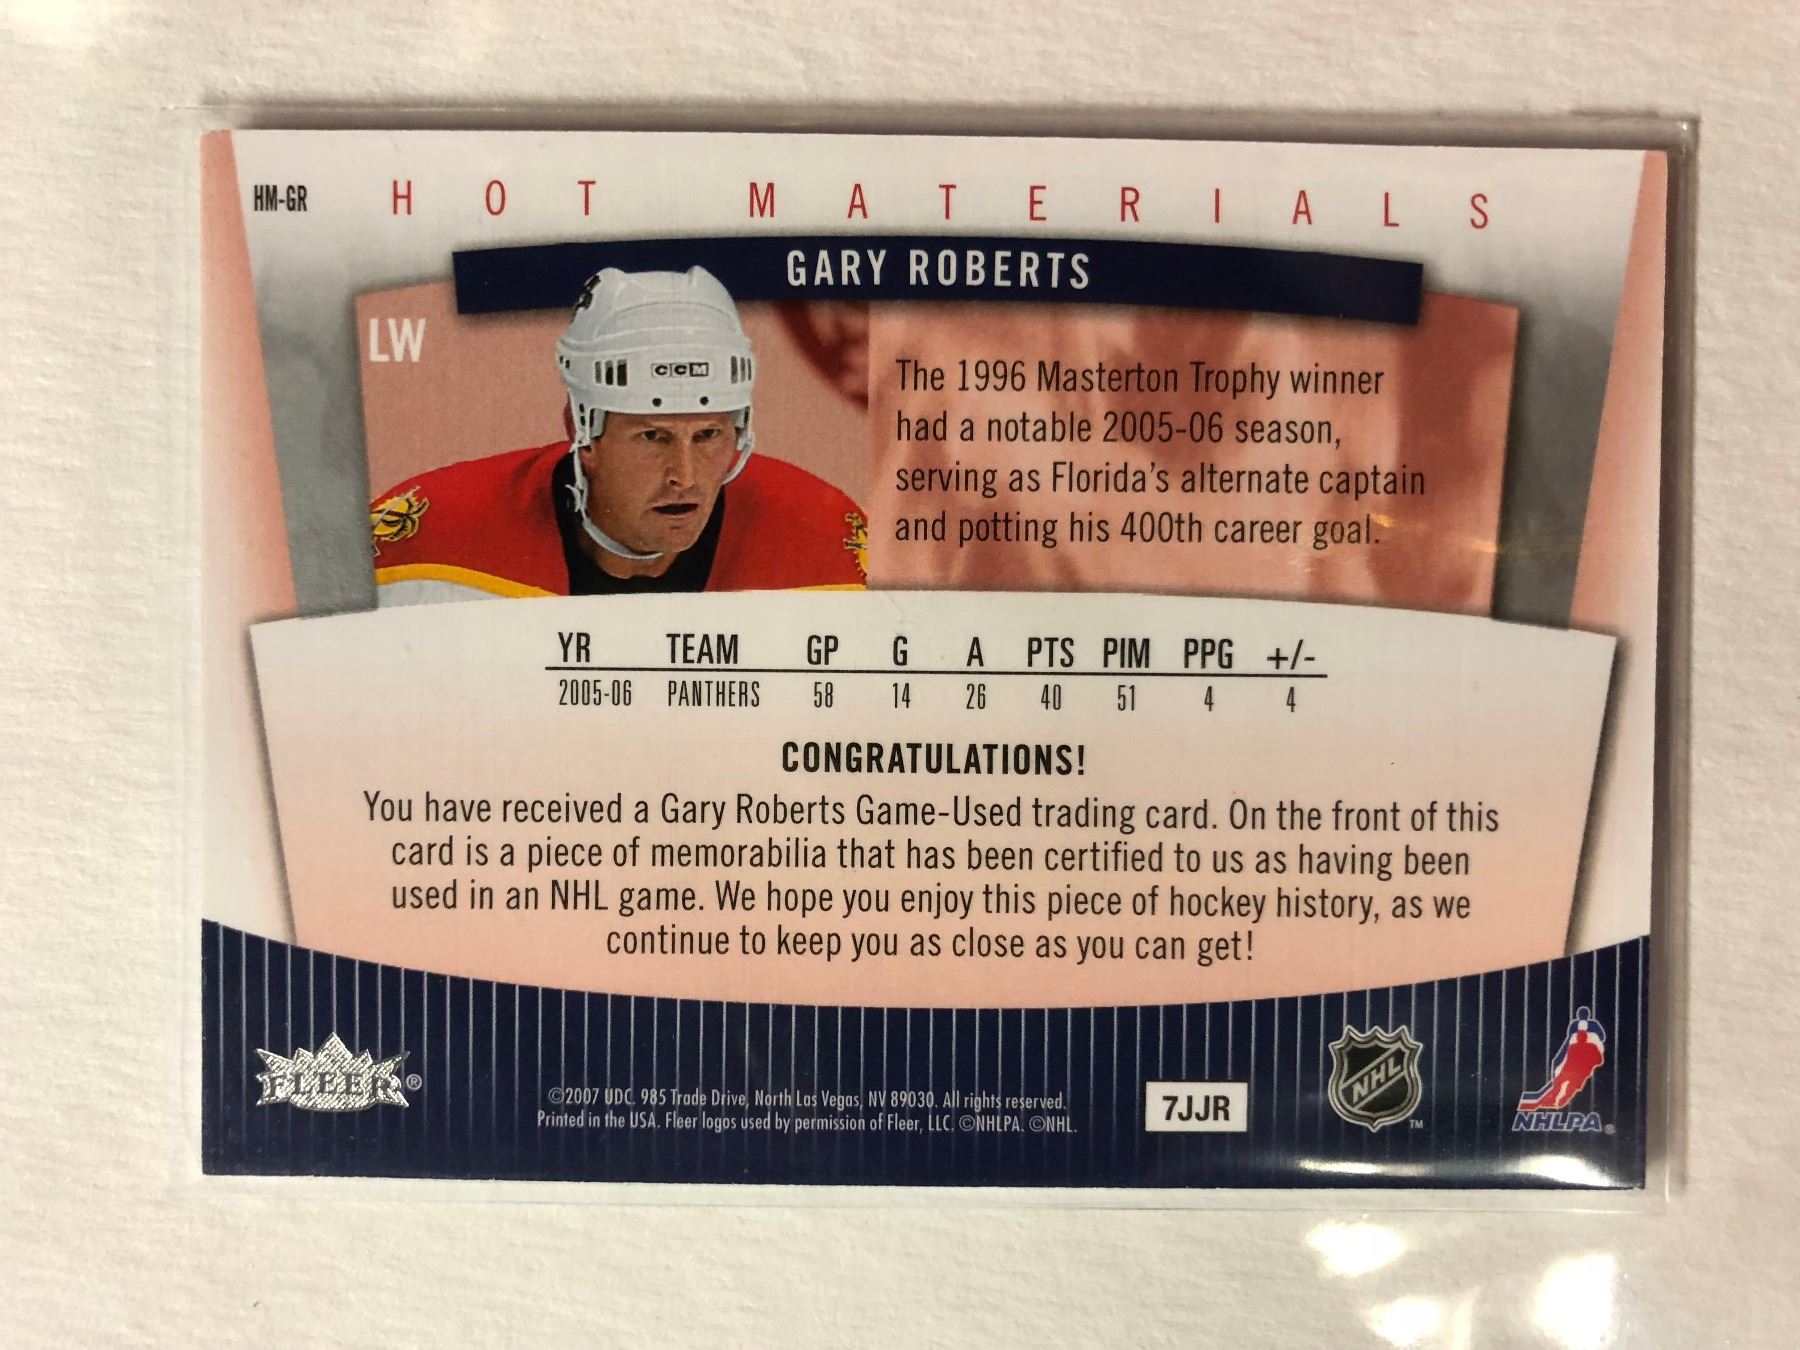 HM-GR
HOT MATERIALS
GARY ROBERTS
LW
CCM
The 1996 Masterton Trophy winner
had a notable 2005-06 season,
serving as Florida's alternate captain
and potting his 400th career goal.
YR TEAM GP G A PTS PIM PPG +/-
2005-06 PANTHERS 58 14 26 40 51 4 4
CONGRATULATIONS!
You have received a Gary Roberts Game-Used trading card. On the front of this
card is a piece of memorabilia that has been certified to us as having been
used in an NHL game. We hope you enjoy this piece of hockey history, as we
continue to keep you as close as you can get!
FLEER®
©2007 UDC. 985 Trade Drive, North Las Vegas, NV 89030. All rights reserved.
Printed in the USA. Fleer logos used by permission of Fleer, LLC. ©NHLPA. ©NHL.
7JJR
NHL TM
NHLPA®